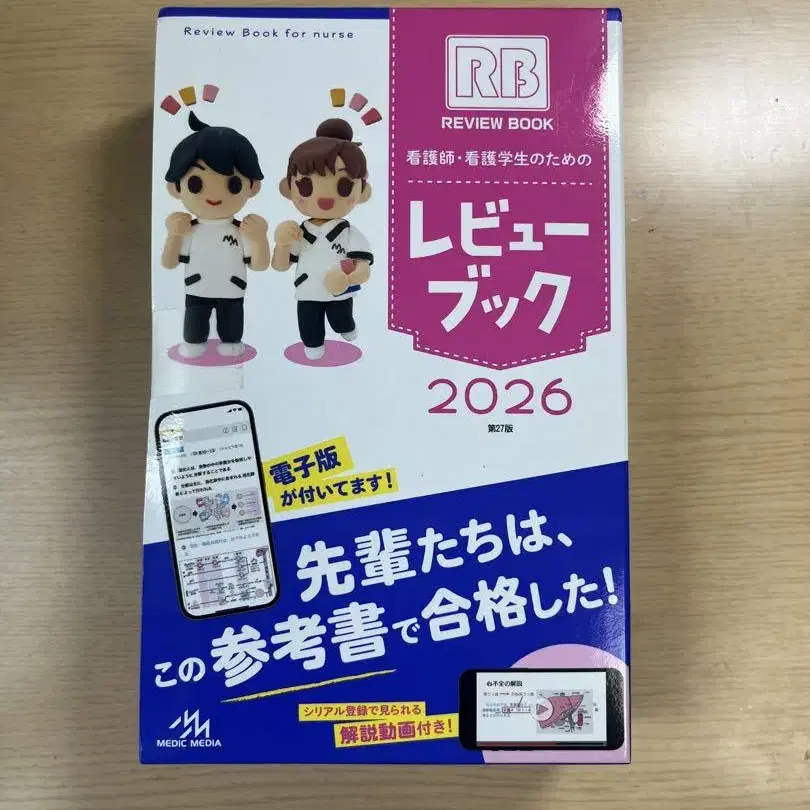 Review Book for nurse
RB
REVIEW BOOK
看護師・看護学生のための
レビュー
ブック
2026
第27版
電子版
が付いてます!
先輩たちは、
この参考書で合格した!
シリアル登録で見られる
解説動画付き!
心不全の解説
MEDIC MEDIA